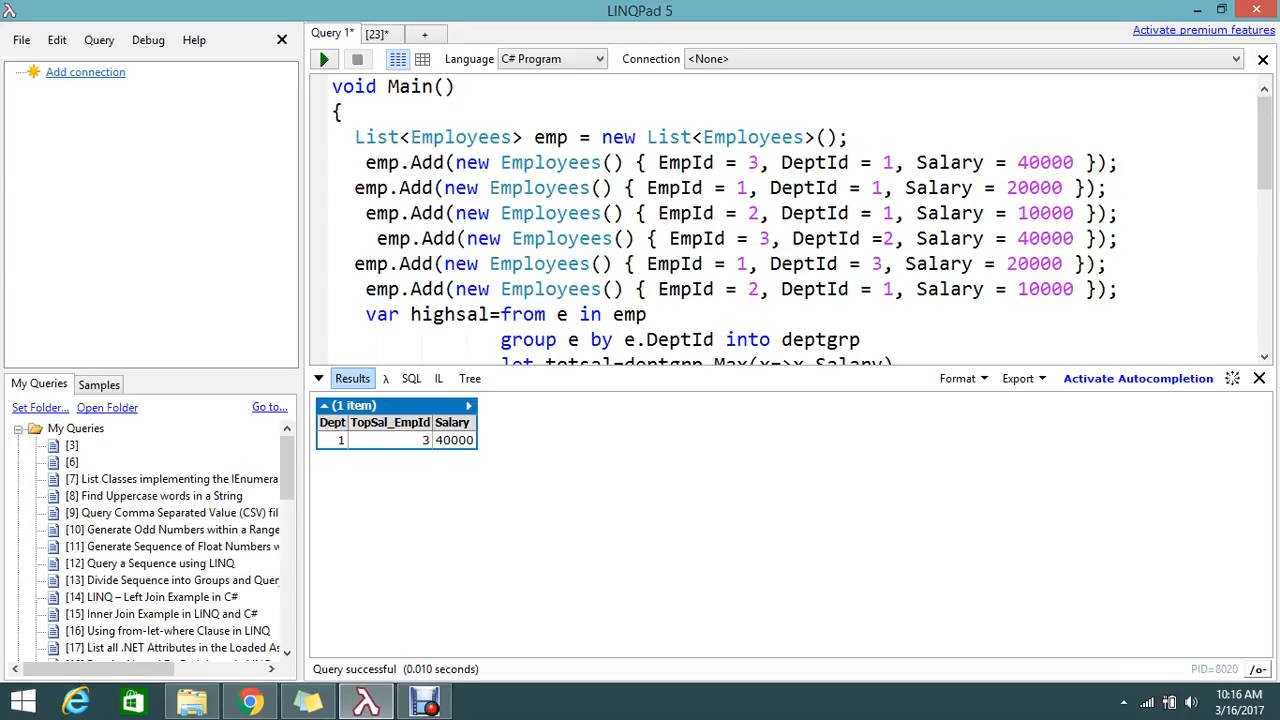 LINQPad 5
File Edit Query Debug Help
Add connection
Query 1* [23]* +
Activate premium features
Language C# Program Connection <None>
void Main()
{
List<Employees> emp = new List<Employees>();
emp.Add(new Employees() { EmpId = 3, DeptId = 1, Salary = 40000 });
emp.Add(new Employees() { EmpId = 1, DeptId = 1, Salary = 20000 });
emp.Add(new Employees() { EmpId = 2, DeptId = 1, Salary = 10000 });
emp.Add(new Employees() { EmpId = 3, DeptId =2, Salary = 40000 });
emp.Add(new Employees() { EmpId = 1, DeptId = 3, Salary = 20000 });
emp.Add(new Employees() { EmpId = 2, DeptId = 1, Salary = 10000 });
var highsal=from e in emp
group e by e.DeptId into deptgrp
let totsal=deptgrp.Max(x=>x.Salary)
Results λ SQL IL Tree
Format Export Activate Autocompletion
(1 item)
Dept TopSal_EmpId Salary
1 3 40000
My Queries Samples
Set Folder... Open Folder Go to...
My Queries
[3]
[6]
[7] List Classes implementing the IEnumera
[8] Find Uppercase words in a String
[9] Query Comma Separated Value (CSV) fil
[10] Generate Odd Numbers within a Range
[11] Generate Sequence of Float Numbers w
[12] Query a Sequence using LINQ
[13] Divide Sequence into Groups and Query
[14] LINQ – Left Join Example in C#
[15] Inner Join Example in LINQ and C#
[16] Using from-let-where Clause in LINQ
[17] List all .NET Attributes in the Loaded As
Query successful (0.010 seconds)
PID=8020 /o-
10:16 AM
3/16/2017